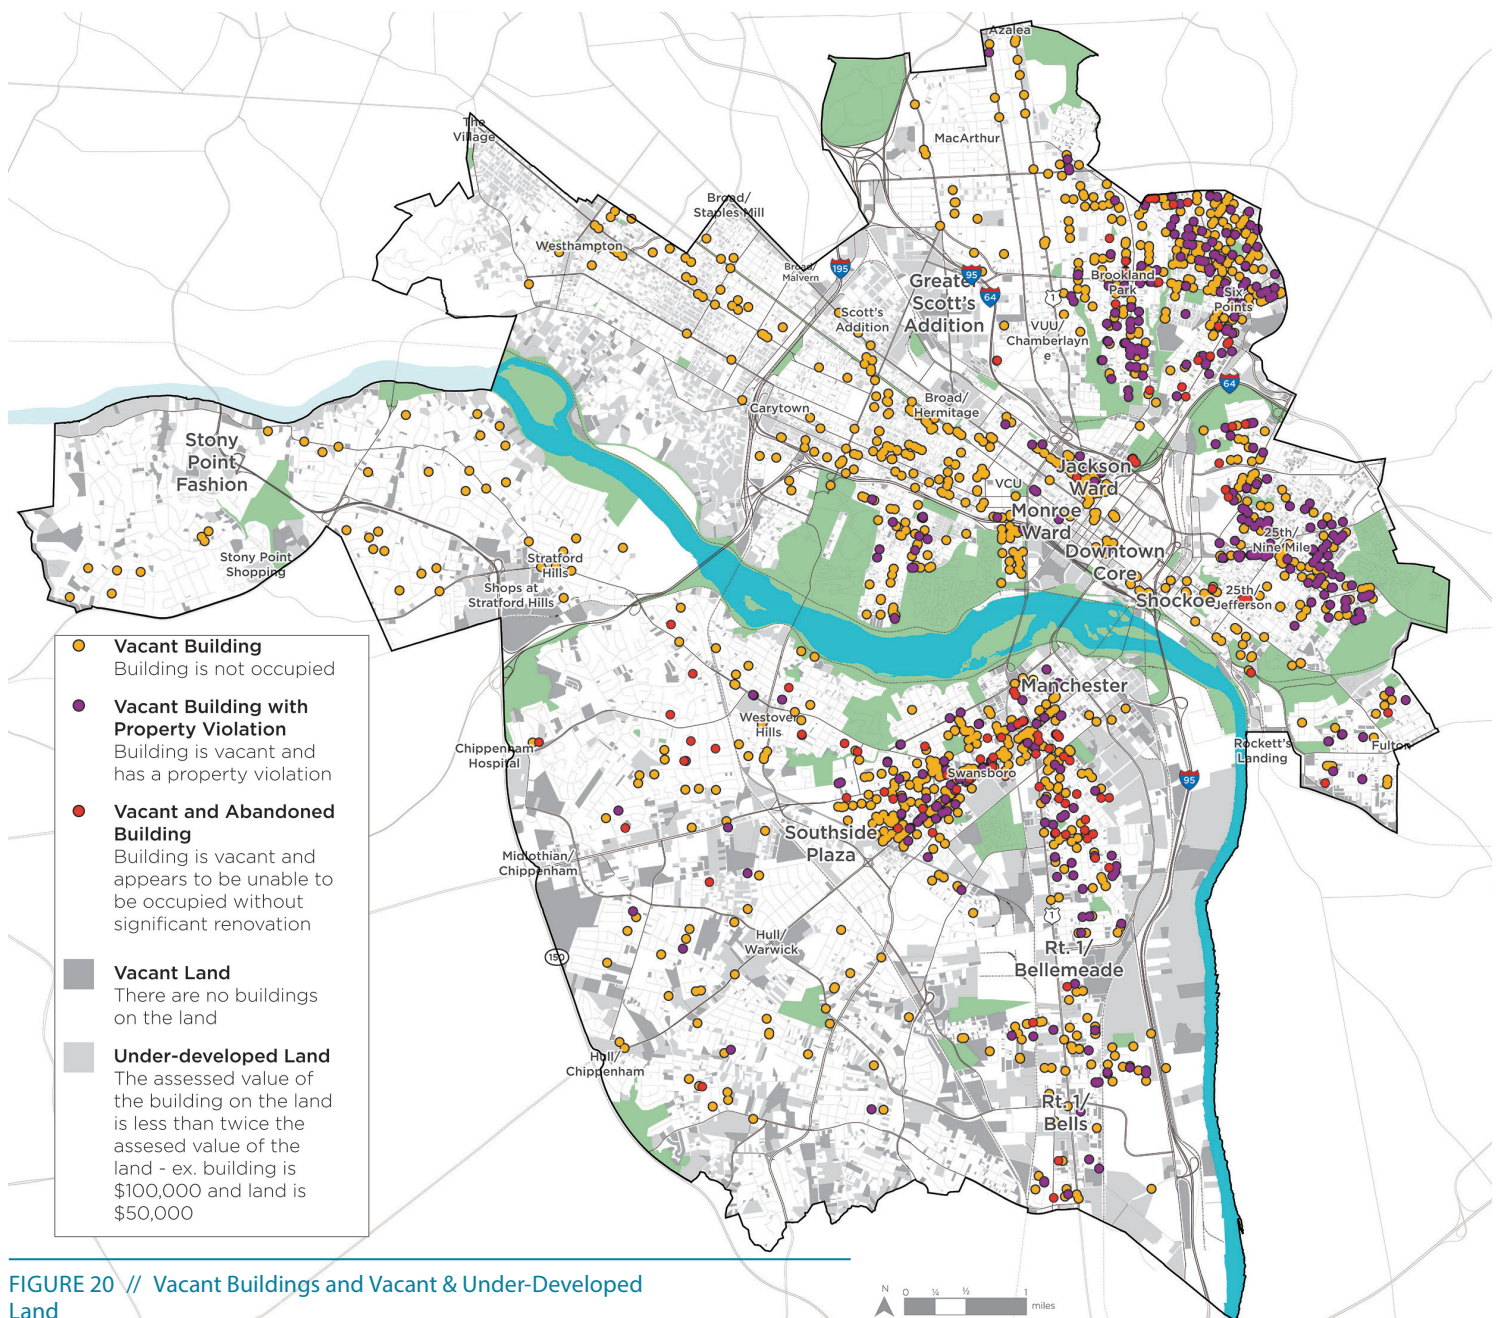 Azalea
The
Village
MacArthur
Broad/
Staples Mill
Westhampton
Broad/
Malvern
195
95
64
Greater
Scott's
Addition
Scott's
Addition
1
VUU/
Chamberlayn
e
Brookland
Park
Six
Points
64
Carytown
Broad/
Hermitage
Stony
Point
Fashion
Jackson
Ward
VCU
Monroe
Ward
25th/
Nine Mile
Downtown
Core
Stony Point
Shopping
Stratford
Hills
Shops at
Stratford Hills
Shockoe
25th/
Jefferson
Vacant Building
Building is not occupied
Vacant Building with
Property Violation
Building is vacant and
has a property violation
Vacant and Abandoned
Building
Building is vacant and
appears to be unable to
be occupied without
significant renovation
Vacant Land
There are no buildings
on the land
Under-developed Land
The assessed value of
the building on the land
is less than twice the
assesed value of the
land - ex. building is
$100,000 and land is
$50,000
Manchester
Westover
Hills
Chippenham
Hospital
Rockett's
Landing
Fulton
Swansboro
95
Southside
Plaza
Midlothian/
Chippenham
1
Hull/
Warwick
150
Rt. 1/
Bellemeade
Hull/
Chippenham
Rt. 1/
Bells
FIGURE 20 // Vacant Buildings and Vacant & Under-Developed
Land
N
0 ¼ ½ 1
miles